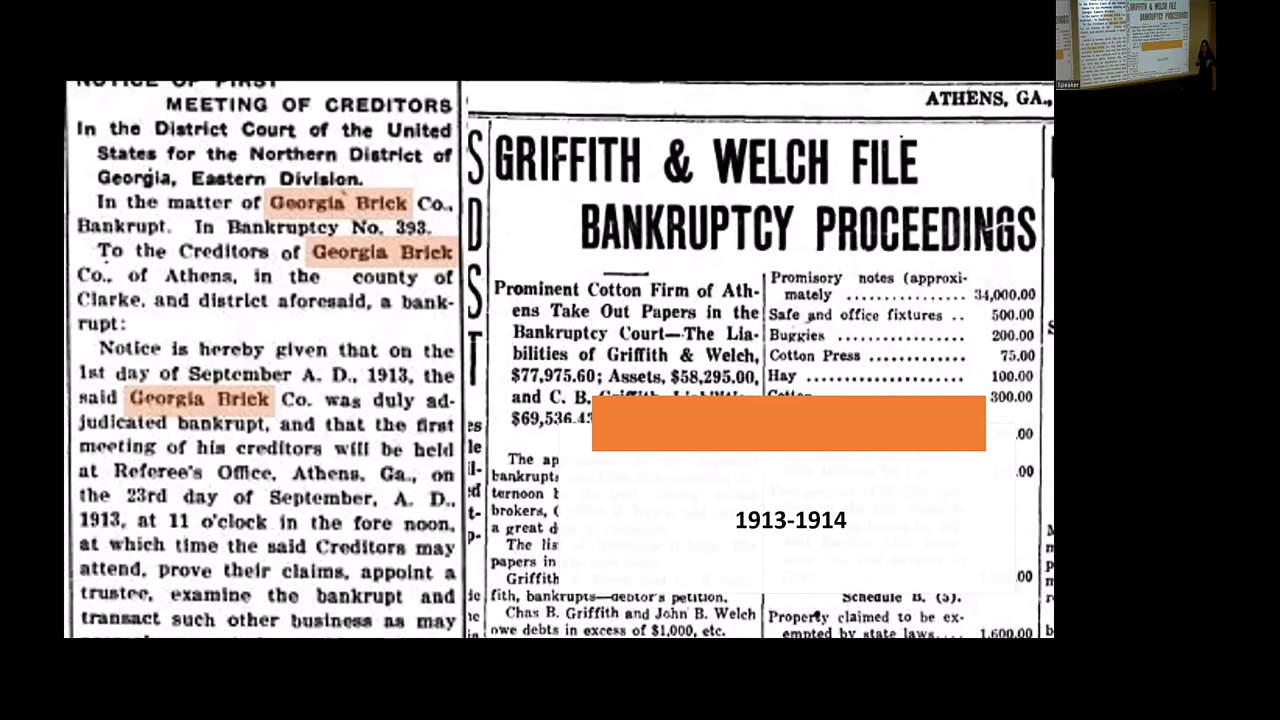 NOTICE OF FIRST
MEETING OF CREDITORS
In the District Court of the United
States for the Northern District of
Georgia, Eastern Division.
In the matter of Georgia Brick Co.,
Bankrupt. In Bankruptcy No. 393.
To the Creditors of Georgia Brick
Co., of Athens, in the county of
Clarke, and district aforesaid, a bank-
rupt:
Notice is hereby given that on the
1st day of September A. D., 1913, the
said Georgia Brick Co. was duly ad-
judicated bankrupt, and that the first
meeting of his creditors will be held
at Referee's Office, Athens, Ga., on
the 23rd day of September, A. D.,
1913, at 11 o'clock in the fore noon,
at which time the said Creditors may
attend, prove their claims, appoint a
trustee, examine the bankrupt and
transact such other business as may
ATHENS, GA.,
GRIFFITH & WELCH FILE
BANKRUPTCY PROCEEDINGS
Prominent Cotton Firm of Ath-
ens Take Out Papers in the
Bankruptcy Court—The Lia-
bilities of Griffith & Welch,
$77,975.60; Assets, $58,295.00,
and C. B.
$69,536.43
The ap
bankrupts
ternoon
brokers,
a great d
The lis
papers in
Griffith
fith, bankrupts—debtor's petition.
Chas B. Griffith and John B. Welch
owe debts in excess of $1,000, etc.
Promisory notes (approxi-
mately .............. 34,000.00
Safe and office fixtures .. 500.00
Buggies ................ 200.00
Cotton Press ............ 75.00
Hay .................... 100.00
300.00
.00
.00
00
Schedule B. (5).
Property claimed to be ex-
empted by state laws.... 1,600.00
1913-1914
GRIFFITH & WELCH FILE
BANKRUPTCY PROCEEDINGS
Speaker